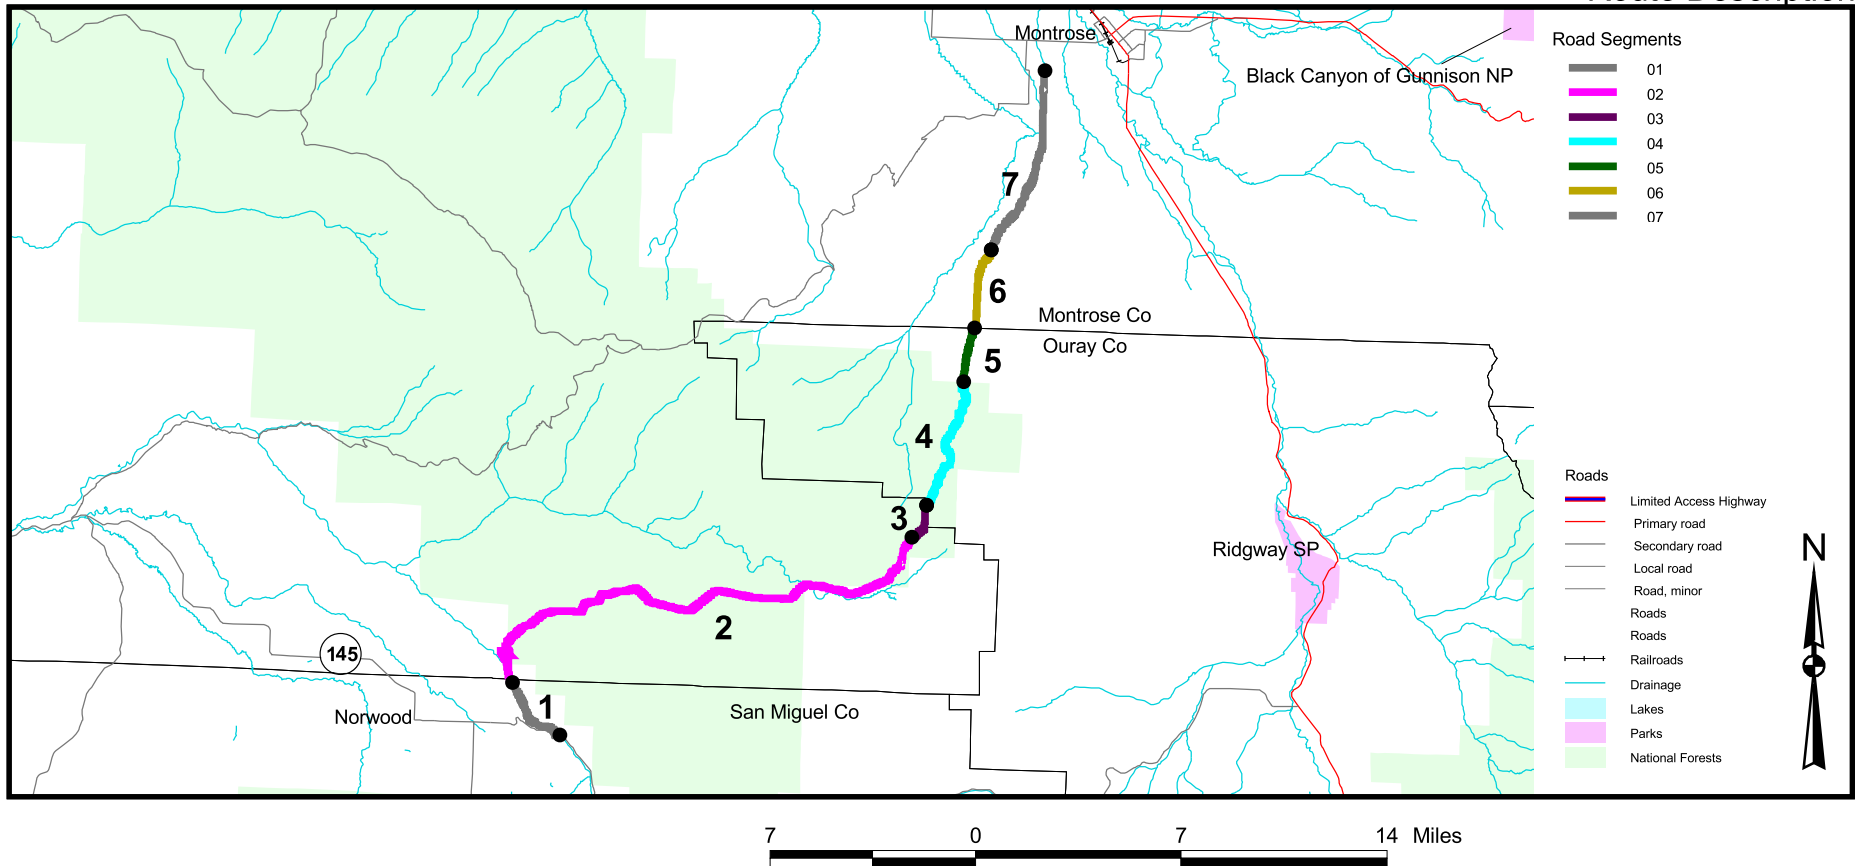 Route Description
Montrose
Black Canyon of Gunnison NP
Road Segments
01
02
03
04
05
06
07
7
6
Montrose Co
Ouray Co
5
4
3
Ridgway SP
2
145
1
Norwood
San Miguel Co
Roads
Limited Access Highway
Primary road
Secondary road
Local road
Road, minor
Roads
Roads
Railroads
Drainage
Lakes
Parks
National Forests
N
7 0 7 14 Miles